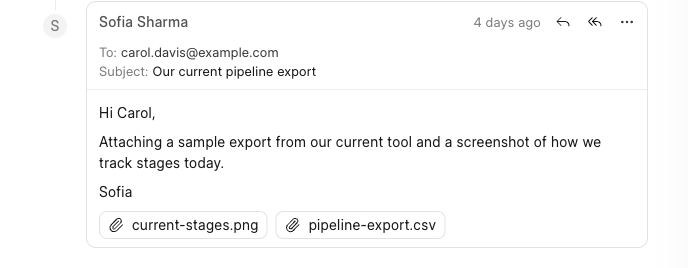 S
Sofia Sharma
4 days ago
To: carol.davis@example.com
Subject: Our current pipeline export
Hi Carol,
Attaching a sample export from our current tool and a screenshot of how we
track stages today.
Sofia
current-stages.png
pipeline-export.csv